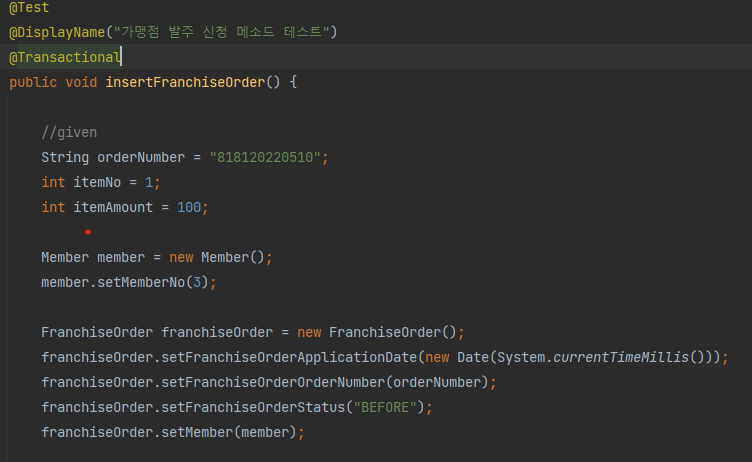 @Test
@DisplayName("가맹점 발주 신청 메소드 테스트")
@Transactional
public void insertFranchiseOrder() {
//given
String orderNumber = "818120220510";
int itemNo = 1;
int itemAmount = 100;
Member member = new Member();
member.setMemberNo(3);
FranchiseOrder franchiseOrder = new FranchiseOrder();
franchiseOrder.setFranchiseOrderApplicationDate(new Date(System.currentTimeMillis()));
franchiseOrder.setFranchiseOrderOrderNumber(orderNumber);
franchiseOrder.setFranchiseOrderStatus("BEFORE");
franchiseOrder.setMember(member);